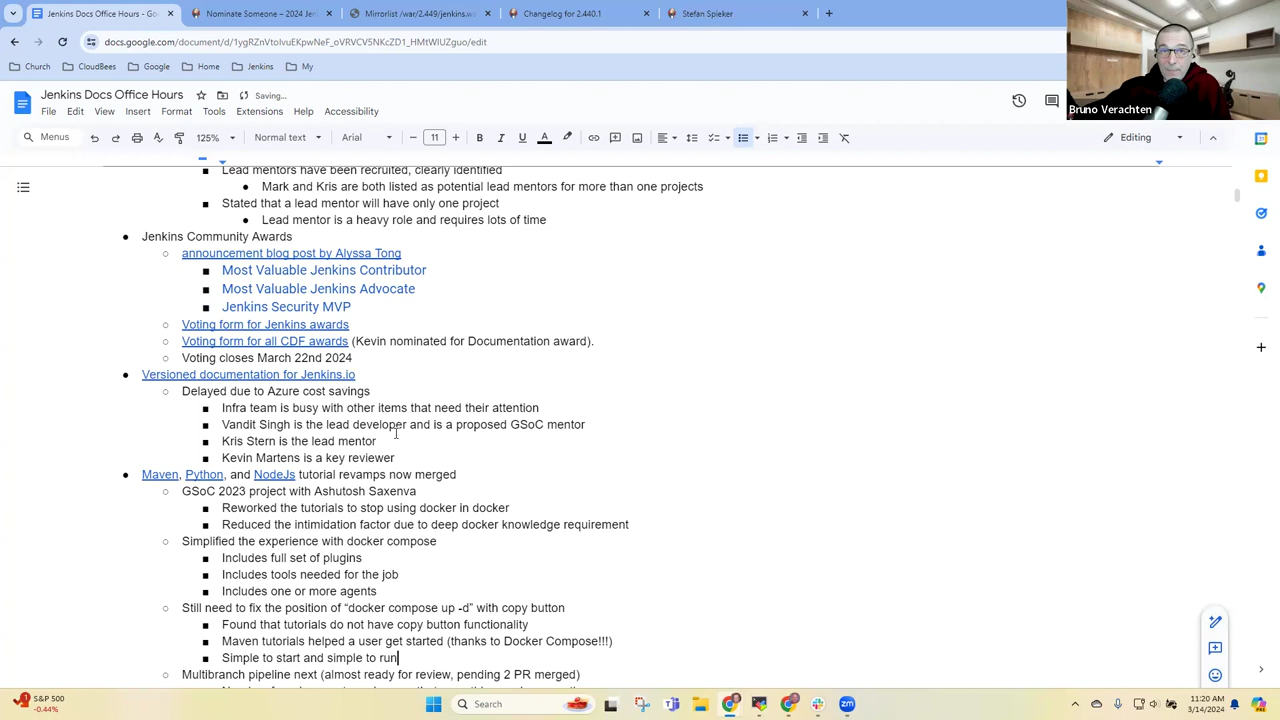 Jenkins Docs Office Hours - Go
Nominate someone – 2024 Jen
Mirrorlist /war/2.449/jenkins.wa
Changelog for 2.440.1
Stefan Spieker
docs.google.com/document/d/1ygRZnVtoIvuEKpwNeF_oVRVCV5NKcZD1_HMtWIUZguo/edit
Church
CloudBees
Google
Home
Jenkins
My
Jenkins Docs Office Hours
Saving...
File Edit View Insert Format Tools Extensions Help Accessibility
Bruno Verachten
Menus
125%
Normal text
Arial
11
Editing
Lead mentors have been recruited, clearly identified
Mark and Kris are both listed as potential lead mentors for more than one projects
Stated that a lead mentor will have only one project
Lead mentor is a heavy role and requires lots of time
Jenkins Community Awards
announcement blog post by Alyssa Tong
Most Valuable Jenkins Contributor
Most Valuable Jenkins Advocate
Jenkins Security MVP
Voting form for Jenkins awards
Voting form for all CDF awards (Kevin nominated for Documentation award).
Voting closes March 22nd 2024
Versioned documentation for Jenkins.io
Delayed due to Azure cost savings
Infra team is busy with other items that need their attention
Vandit Singh is the lead developer and is a proposed GSoC mentor
Kris Stern is the lead mentor
Kevin Martens is a key reviewer
Maven, Python, and NodeJs tutorial revamps now merged
GSoC 2023 project with Ashutosh Saxenva
Reworked the tutorials to stop using docker in docker
Reduced the intimidation factor due to deep docker knowledge requirement
Simplified the experience with docker compose
Includes full set of plugins
Includes tools needed for the job
Includes one or more agents
Still need to fix the position of “docker compose up -d” with copy button
Found that tutorials do not have copy button functionality
Maven tutorials helped a user get started (thanks to Docker Compose!!!)
Simple to start and simple to run
Multibranch pipeline next (almost ready for review, pending 2 PR merged)
S&P 500
-0.44%
Search
11:20 AM
3/14/2024